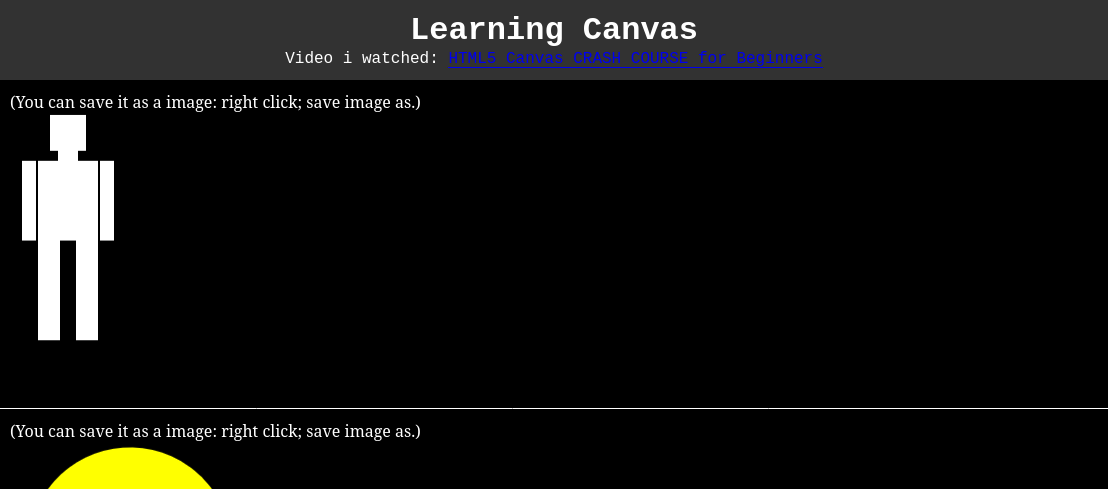 Learning Canvas
Video i watched: HTML5 Canvas CRASH COURSE for Beginners
(You can save it as a image: right click; save image as.)
(You can save it as a image: right click; save image as.)